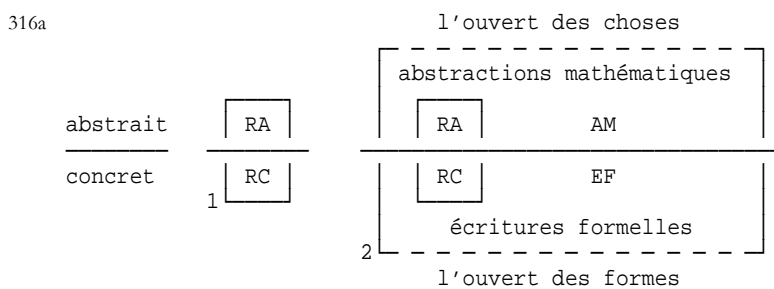 316a
l'ouvert des choses
abstractions mathématiques
abstrait RA RA AM
concret RC RC EF
1
écritures formelles
2
l'ouvert des formes